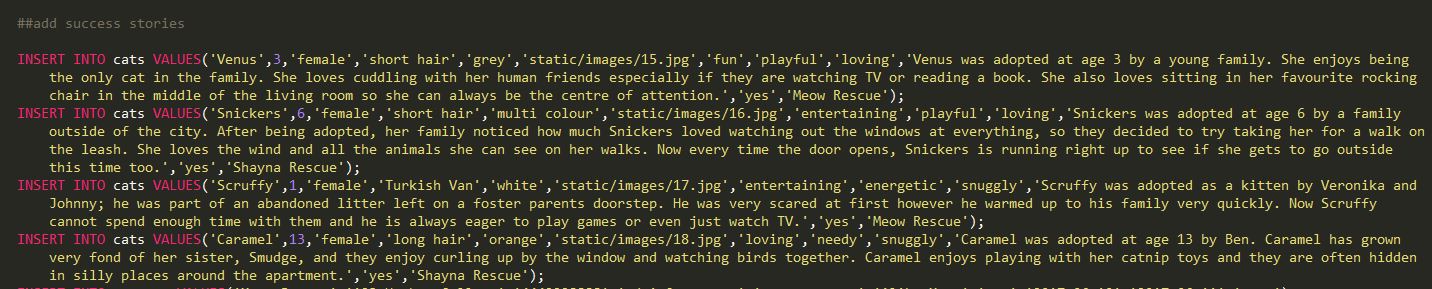 ##add success stories
INSERT INTO cats VALUES('Venus',3,'female','short hair','grey','static/images/15.jpg','fun','playful','loving','Venus was adopted at age 3 by a young family. She enjoys being
the only cat in the family. She loves cuddling with her human friends especially if they are watching TV or reading a book. She also loves sitting in her favourite rocking
chair in the middle of the living room so she can always be the centre of attention.','yes','Meow Rescue');
INSERT INTO cats VALUES('Snickers',6,'female','short hair','multi colour','static/images/16.jpg','entertaining','playful','loving','Snickers was adopted at age 6 by a family
outside of the city. After being adopted, her family noticed how much Snickers loved watching out the windows at everything, so they decided to try taking her for a walk on
the leash. She loves the wind and all the animals she can see on her walks. Now every time the door opens, Snickers is running right up to see if she gets to go outside
this time too.','yes','Shayna Rescue');
INSERT INTO cats VALUES('Scruffy',1,'female','Turkish Van','white','static/images/17.jpg','entertaining','energetic','snuggly','Scruffy was adopted as a kitten by Veronika and
Johnny; he was part of an abandoned litter left on a foster parents doorstep. He was very scared at first however he warmed up to his family very quickly. Now Scruffy
cannot spend enough time with them and he is always eager to play games or even just watch TV.','yes','Meow Rescue');
INSERT INTO cats VALUES('Caramel',13,'female','long hair','orange','static/images/18.jpg','loving','needy','snuggly','Caramel was adopted at age 13 by Ben. Caramel has grown
very fond of her sister, Smudge, and they enjoy curling up by the window and watching birds together. Caramel enjoys playing with her catnip toys and they are often hidden
in silly places around the apartment.','yes','Shayna Rescue');